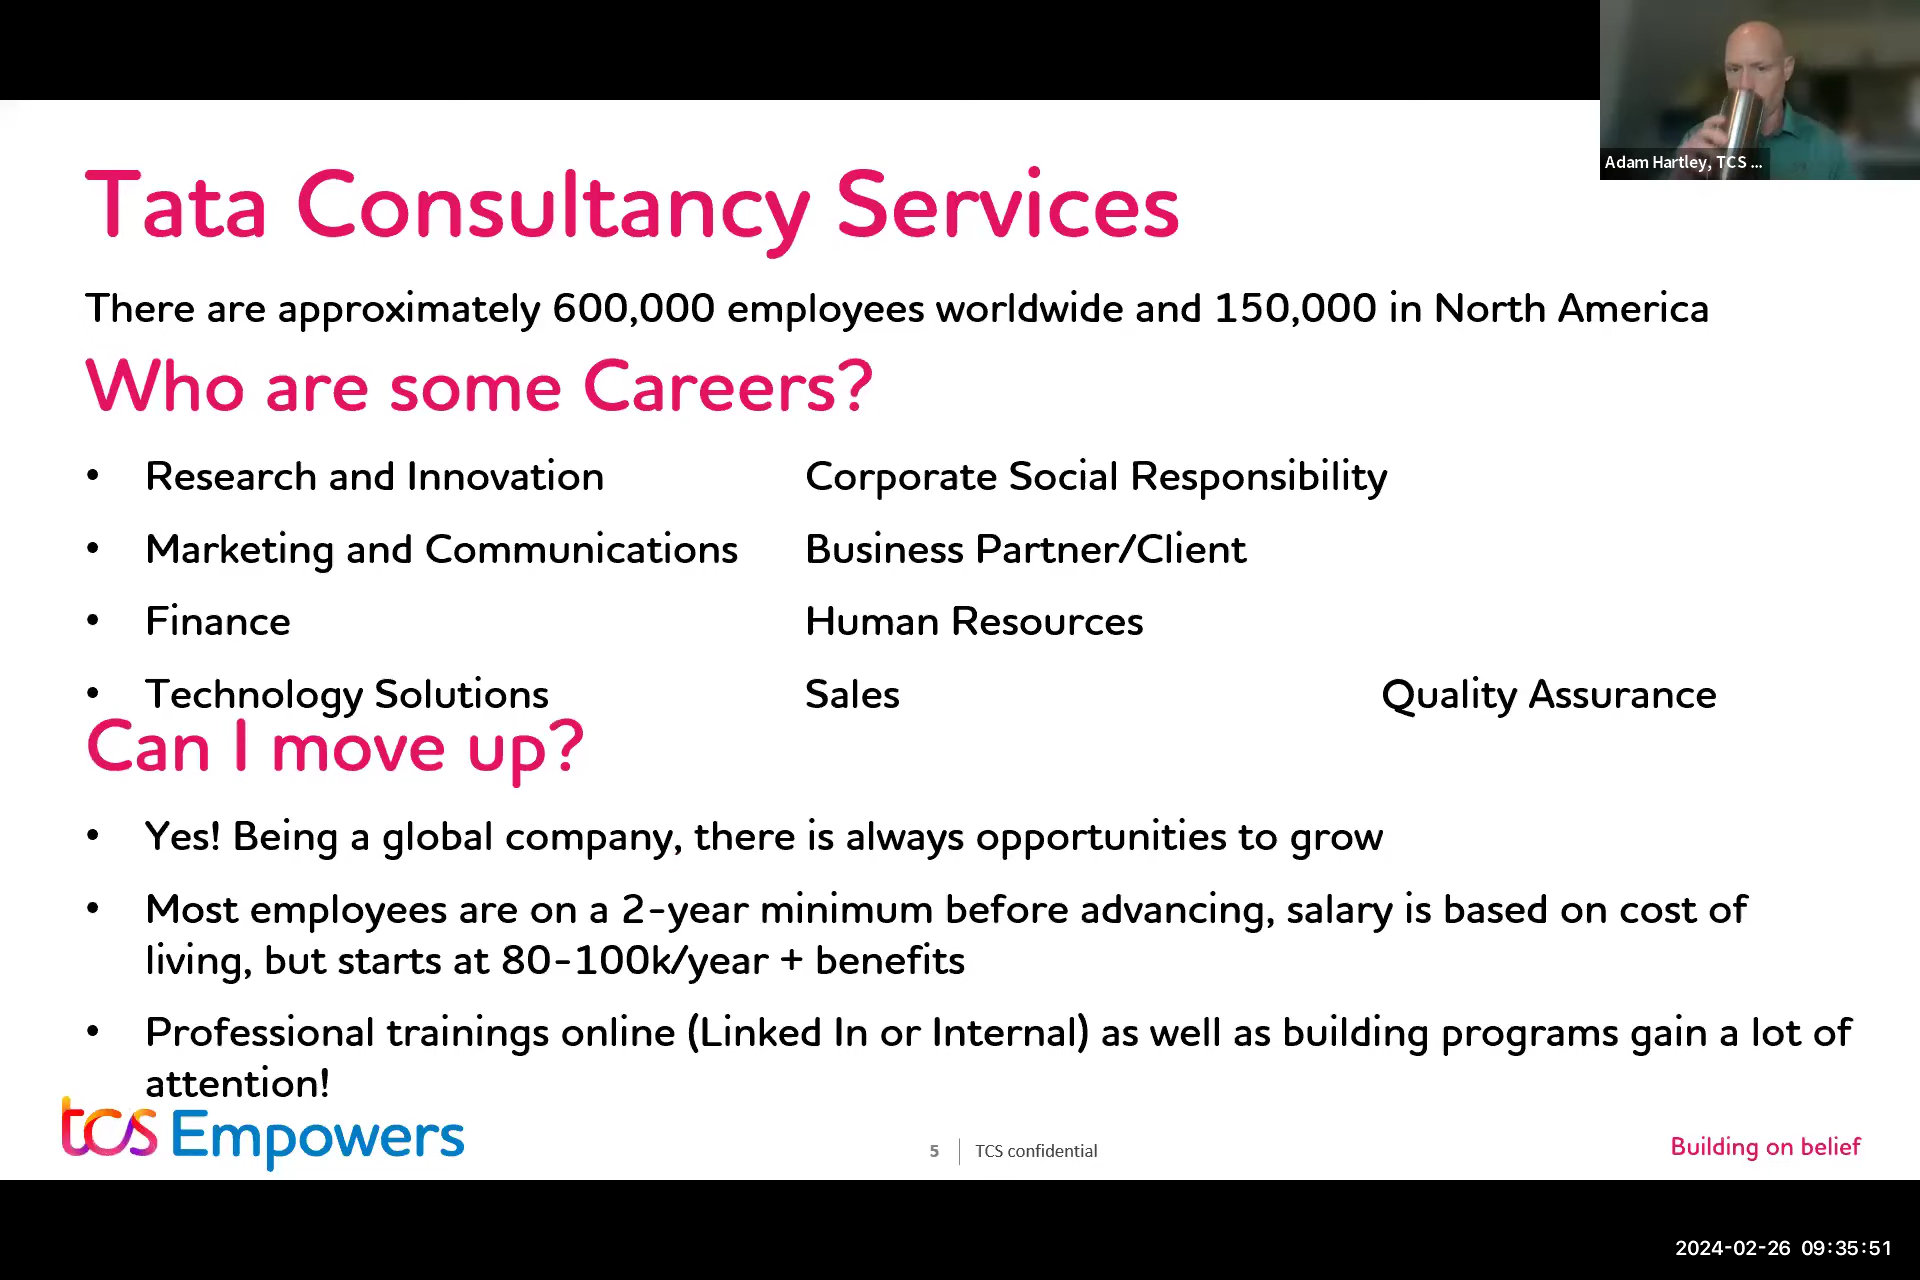 Adam Hartley, TCS ...
Tata Consultancy Services
There are approximately 600,000 employees worldwide and 150,000 in North America
Who are some Careers?
• Research and Innovation Corporate Social Responsibility
• Marketing and Communications Business Partner/Client
• Finance Human Resources
• Technology Solutions Sales Quality Assurance
Can I move up?
• Yes! Being a global company, there is always opportunities to grow
• Most employees are on a 2-year minimum before advancing, salary is based on cost of
living, but starts at 80-100k/year + benefits
• Professional trainings online (Linked In or Internal) as well as building programs gain a lot of
attention!
tcs Empowers
5 | TCS confidential
Building on belief
2024-02-26 09:35:51